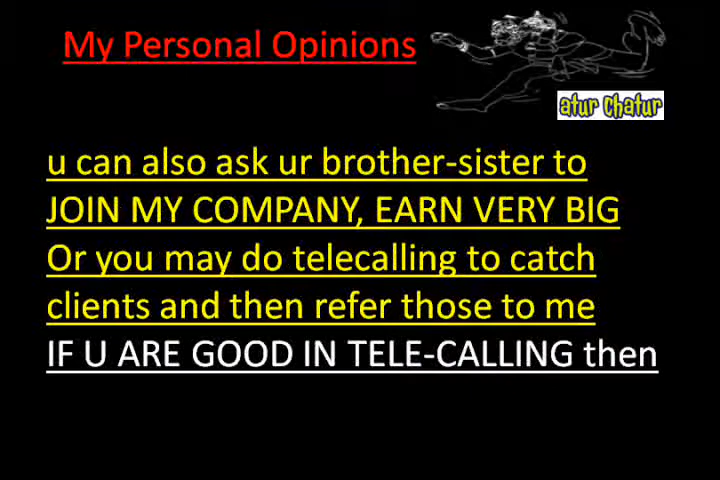 My Personal Opinions
atur chatur
u can also ask ur brother-sister to
JOIN MY COMPANY, EARN VERY BIG
Or you may do telecalling to catch
clients and then refer those to me
IF U ARE GOOD IN TELE-CALLING then